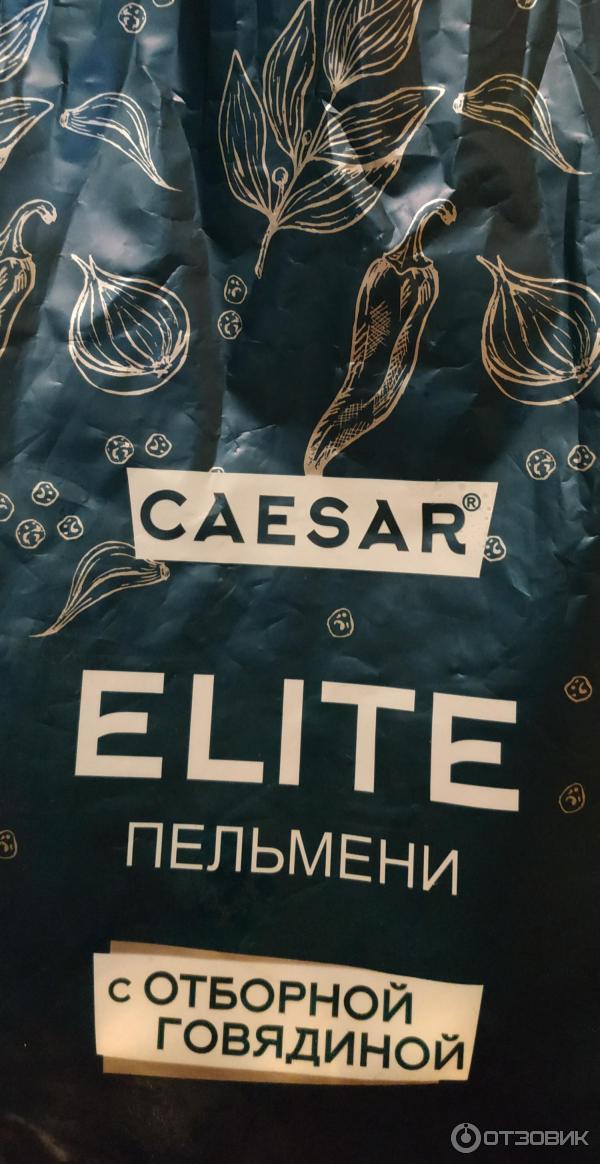 CAESAR®
ELITE
ПЕЛЬМЕНИ
с ОТБОРНОЙ
ГОВЯДИНОЙ
ОТЗОВИК